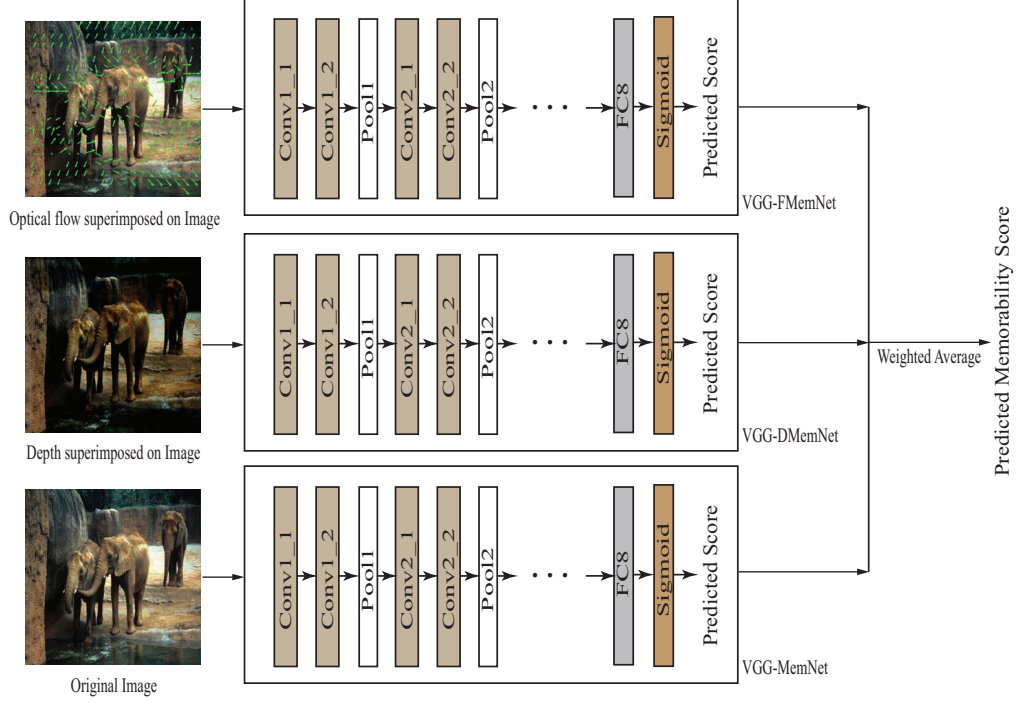 Optical flow superimposed on Image
Conv1_1
Conv1_2
Pool1
Conv2_1
Conv2_2
Pool2
. . .
FC8
Sigmoid
Predicted Score
VGG-FMemNet
Depth superimposed on Image
Conv1_1
Conv1_2
Pool1
Conv2_1
Conv2_2
Pool2
. . .
FC8
Sigmoid
Predicted Score
VGG-DMemNet
Original Image
Conv1_1
Conv1_2
Pool1
Conv2_1
Conv2_2
Pool2
. . .
FC8
Sigmoid
Predicted Score
VGG-MemNet
Weighted Average
Predicted Memorability Score